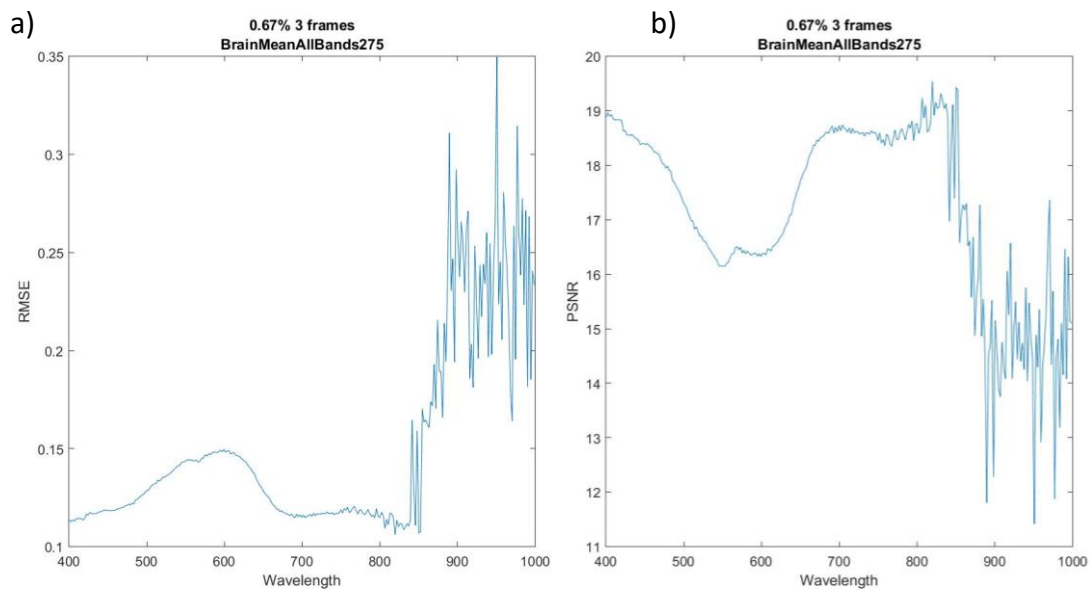 a)
0.67% 3 frames
BrainMeanAllBands275
0.35
0.3
0.25
0.2
0.15
0.1
RMSE
400 500 600 700 800 900 1000
Wavelength
b)
0.67% 3 frames
BrainMeanAllBands275
20
19
18
17
16
15
14
13
12
11
PSNR
400 500 600 700 800 900 1000
Wavelength